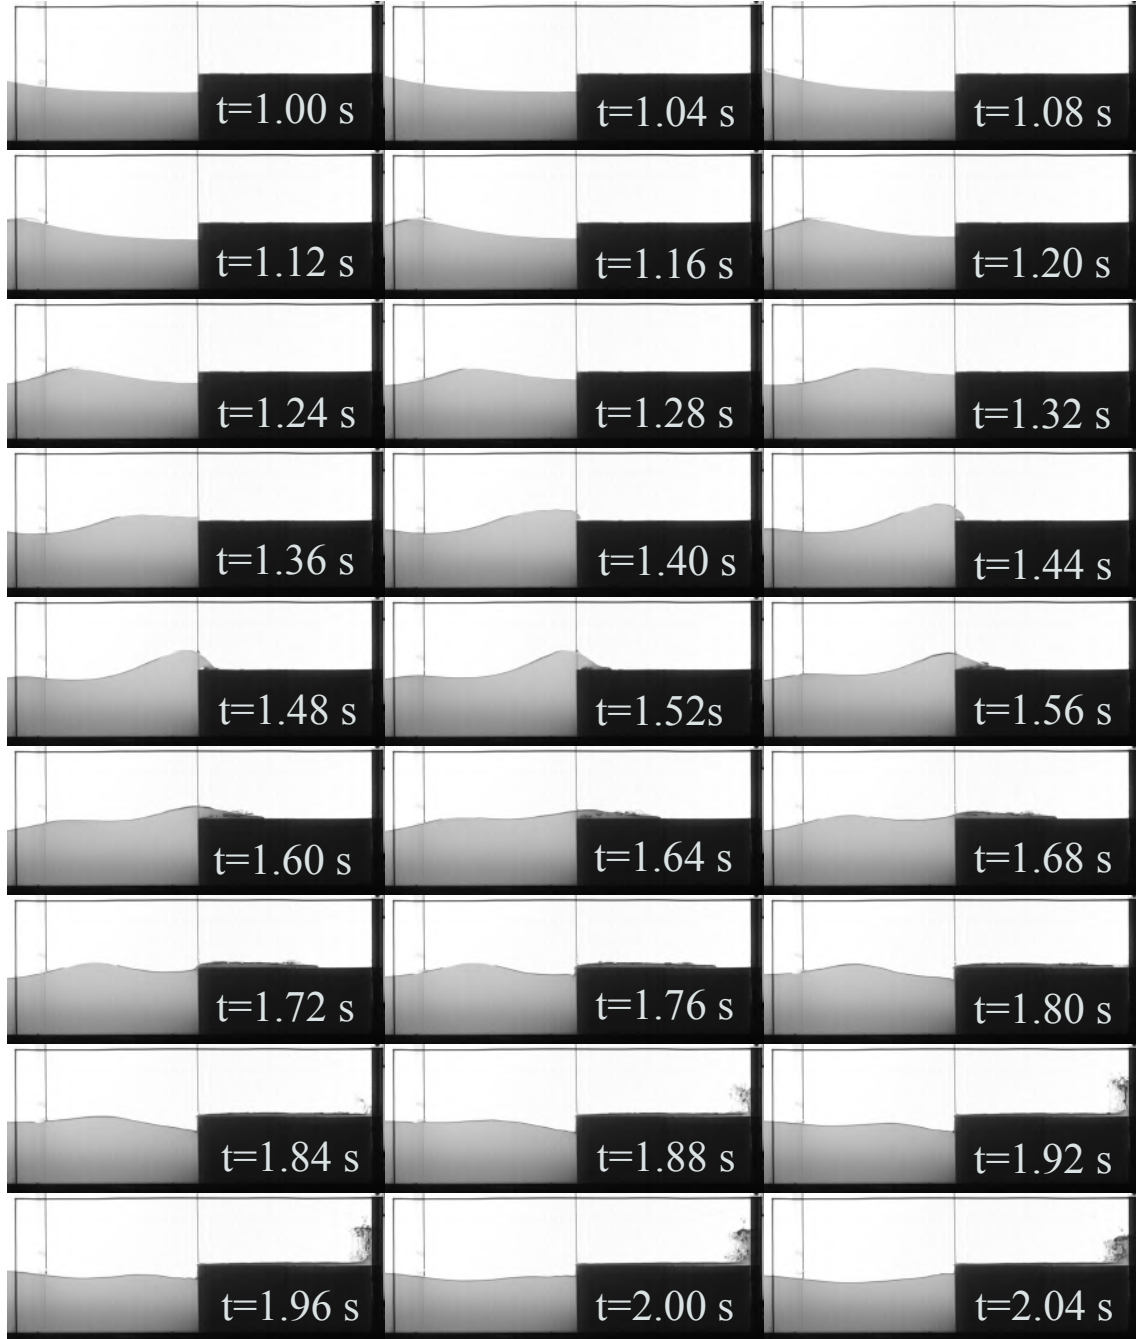 t=1.00 s t=1.04 s t=1.08 s
t=1.12 s t=1.16 s t=1.20 s
t=1.24 s t=1.28 s t=1.32 s
t=1.36 s t=1.40 s t=1.44 s
t=1.48 s t=1.52s t=1.56 s
t=1.60 s t=1.64 s t=1.68 s
t=1.72 s t=1.76 s t=1.80 s
t=1.84 s t=1.88 s t=1.92 s
t=1.96 s t=2.00 s t=2.04 s